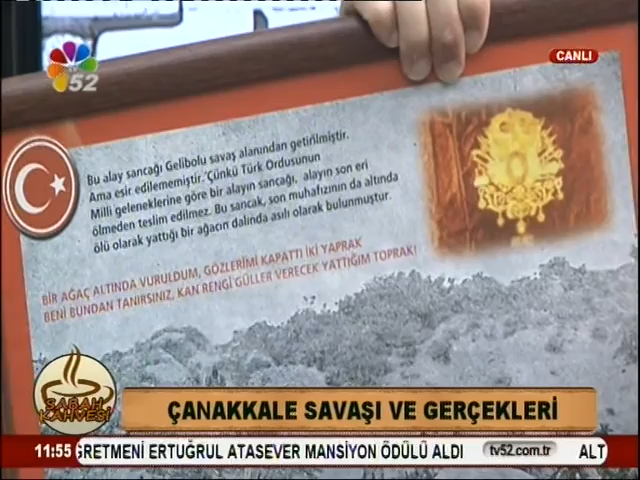 CANLI
52
Bu alay sancağı Gelibolu savaş alanından getirilmiştir.
Ama esir edilememiştir. Çünkü Türk Ordusunun
Milli geleneklerine göre bir alayın sancağı, alayın son eri
ölmeden teslim edilmez. Bu sancak, son muhafızının da altında
ölü olarak yattığı bir ağacın dalında asılı olarak bulunmuştur.
BİR AĞAÇ ALTINDA VURULDUM, GÖZLERİMİ KAPATTI İKİ YAPRAK
BENİ BUNDAN TANIRSINIZ, KAN RENGİ GÜLLER VERECEK YATTIĞIM TOPRAK!
SABAH
KAHVESİ
ÇANAKKALE SAVAŞI VE GERÇEKLERİ
11:55 GRETMENİ ERTUĞRUL ATASEVER MANSİYON ÖDÜLÜ ALDI tv52.com.tr ALT